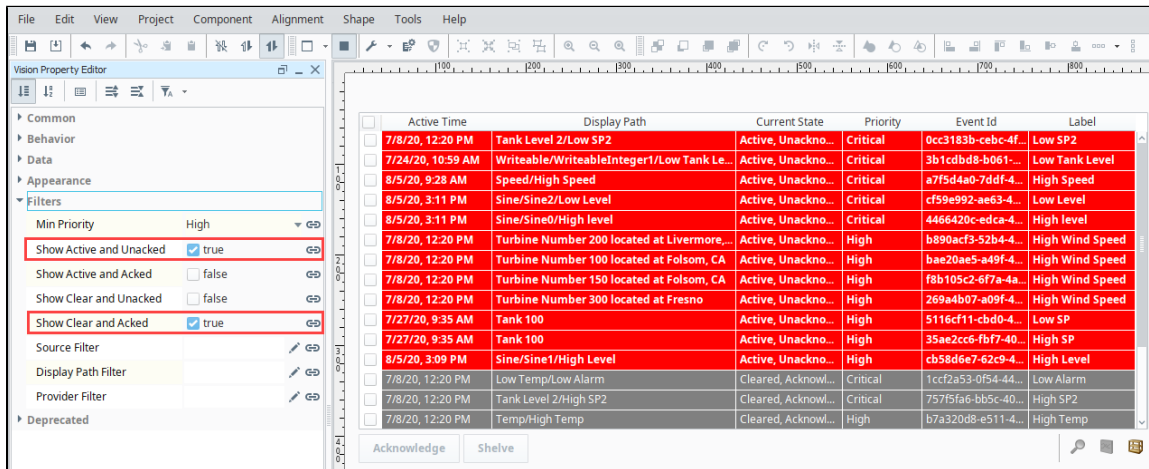 File Edit View Project Component Alignment Shape Tools Help
Vision Property Editor
Common
Behavior
Data
Appearance
Filters
Min Priority High
Show Active and Unacked true
Show Active and Acked false
Show Clear and Unacked false
Show Clear and Acked true
Source Filter
Display Path Filter
Provider Filter
Deprecated
100 200 300 400 500 600 700 800
Active Time Display Path Current State Priority Event Id Label
7/8/20, 12:20 PM Tank Level 2/Low SP2 Active, Unackno... Critical 0cc3183b-cebc-4f... Low SP2
7/24/20, 10:59 AM Writeable/WriteableInteger1/Low Tank Le... Active, Unackno... Critical 3b1cdbd8-b061-... Low Tank Level
8/5/20, 9:28 AM Speed/High Speed Active, Unackno... Critical a7f5d4a0-7ddf-4... High Speed
8/5/20, 3:11 PM Sine/Sine2/Low Level Active, Unackno... Critical cf59e992-ae63-4... Low Level
8/5/20, 3:11 PM Sine/Sine0/High level Active, Unackno... Critical 4466420c-edca-4... High level
7/8/20, 12:20 PM Turbine Number 200 located at Livermore,... Active, Unackno... High b890acf3-52b4-4... High Wind Speed
7/8/20, 12:20 PM Turbine Number 100 located at Folsom, CA Active, Unackno... High bae20ae5-a49f-4... High Wind Speed
7/8/20, 12:20 PM Turbine Number 150 located at Folsom, CA Active, Unackno... High f8b105c2-6f7a-4a... High Wind Speed
7/8/20, 12:20 PM Turbine Number 300 located at Fresno Active, Unackno... High 269a4b07-a09f-4... High Wind Speed
7/27/20, 9:35 AM Tank 100 Active, Unackno... High 5116cf11-cbd0-4... Low SP
7/27/20, 9:35 AM Tank 100 Active, Unackno... High 35ae2cc6-fbf7-40... High SP
8/5/20, 3:09 PM Sine/Sine1/High Level Active, Unackno... High cb58d6e7-62c9-4... High Level
7/8/20, 12:20 PM Low Temp/Low Alarm Cleared, Acknowl... Critical 1ccf2a53-0f54-44... Low Alarm
7/8/20, 12:20 PM Tank Level 2/High SP2 Cleared, Acknowl... Critical 757f5fa6-bb5c-40... High SP2
7/8/20, 12:20 PM Temp/High Temp Cleared, Acknowl... High b7a320d8-e511-4... High Temp
Acknowledge Shelve